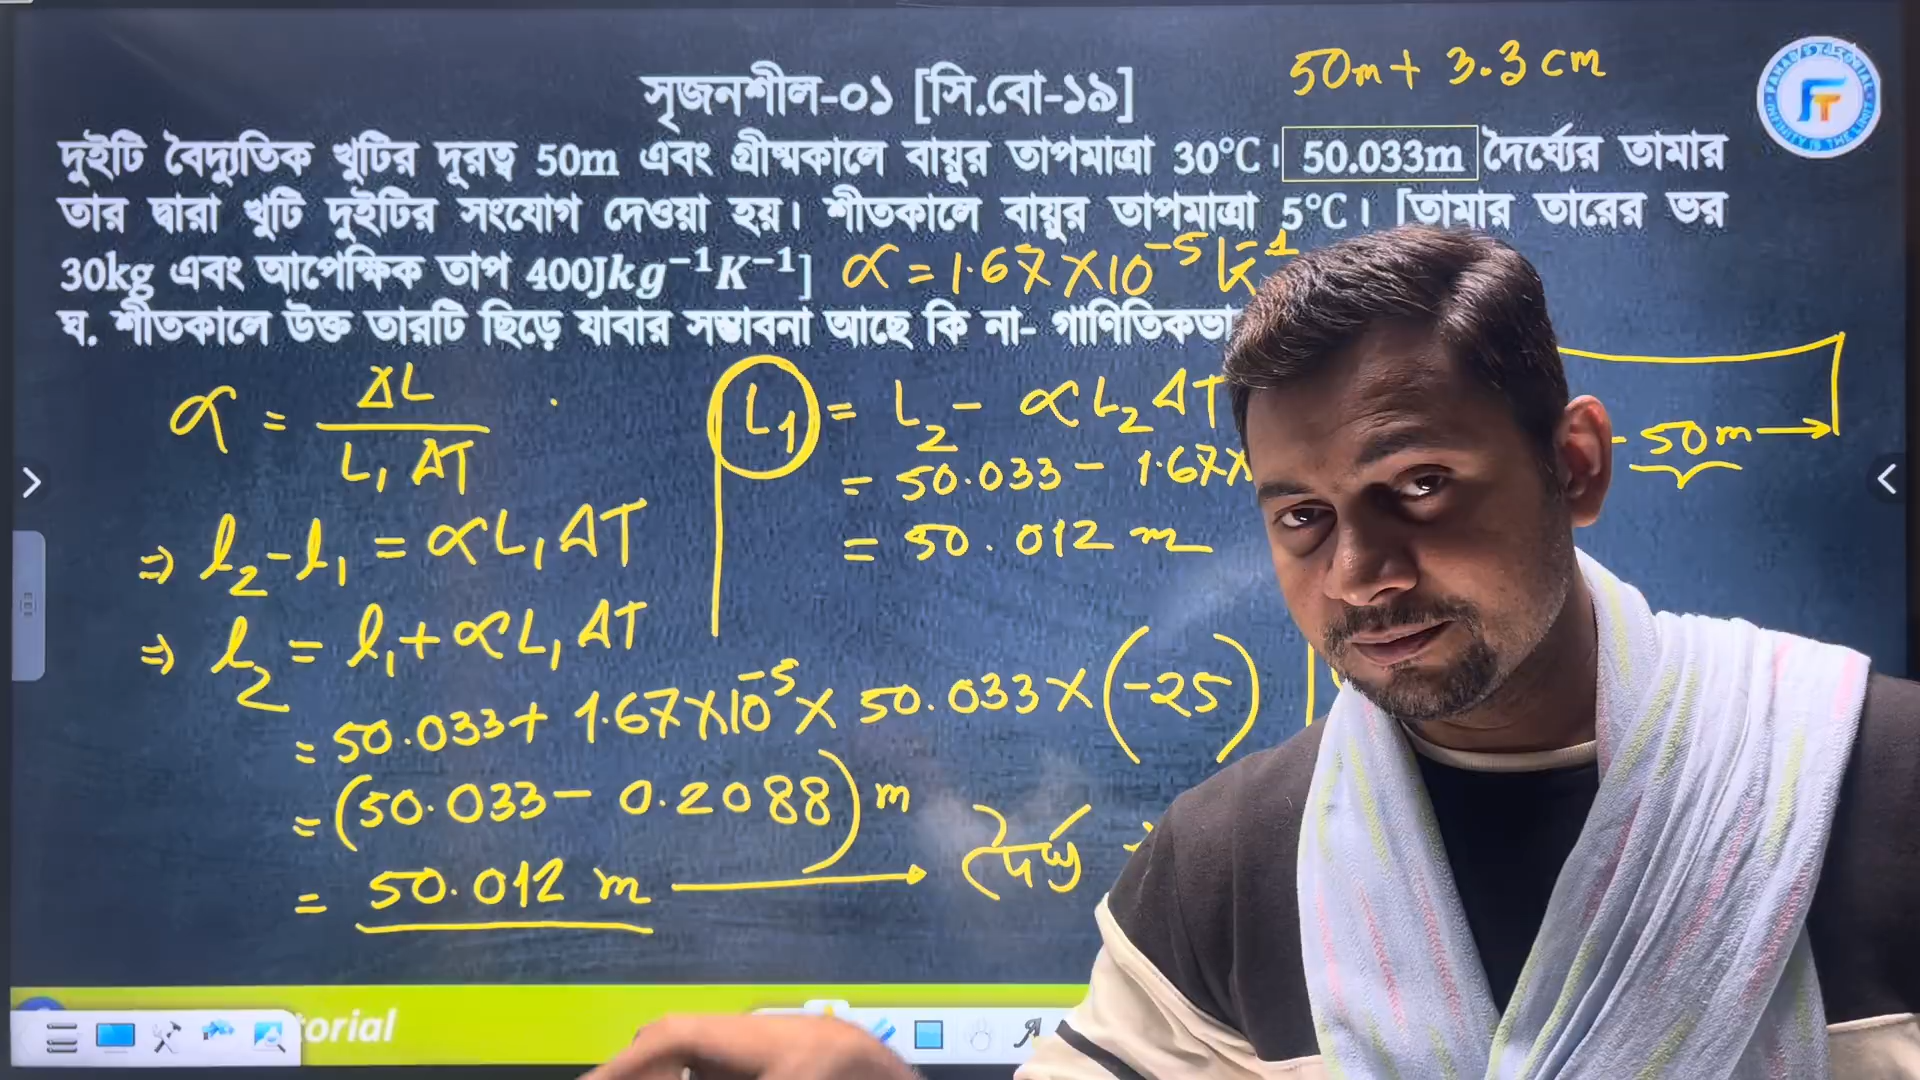 50m + 3.3 cm
সৃজনশীল-০১ [সি.বো-১৯]
দুইটি বৈদ্যুতিক খুটির দূরত্ব 50m এবং গ্রীষ্মকালে বায়ুর তাপমাত্রা 30°C। 50.033m দৈর্ঘ্যের তামার
তার দ্বারা খুটি দুইটির সংযোগ দেওয়া হয়। শীতকালে বায়ুর তাপমাত্রা 5°C। [তামার তারের ভর
30kg এবং আপেক্ষিক তাপ 400Jkg⁻¹K⁻¹] α = 1.67 × 10⁻⁵ K⁻¹
ঘ. শীতকালে উক্ত তারটি ছিড়ে যাবার সম্ভাবনা আছে কি না-
α = ΔL / L₁ ΔT
⇒ l₂ - l₁ = αL₁ΔT
⇒ l₂ = l₁ + αL₁ΔT
= 50.033 + 1.67×10⁻⁵ × 50.033 × (-25)
= (50.033 - 0.2088) m
= 50.012 m → দৈর্ঘ্য
L₁ = L₂ - αL₂ΔT
= 50.033 - 1.67×
= 50.012 m
50m
FT
torial